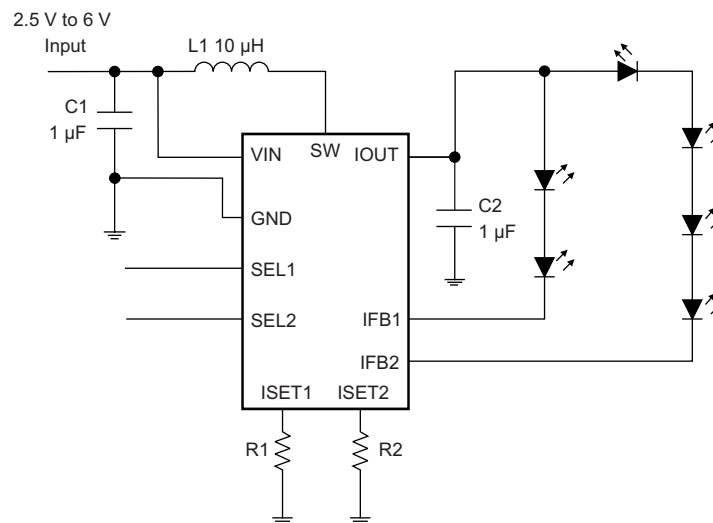 2.5 V to 6 V
Input
L1 10 µH
C1
1 µF
VIN
SW
IOUT
GND
C2
1 µF
SEL1
SEL2
IFB1
IFB2
ISET1
ISET2
R1
R2